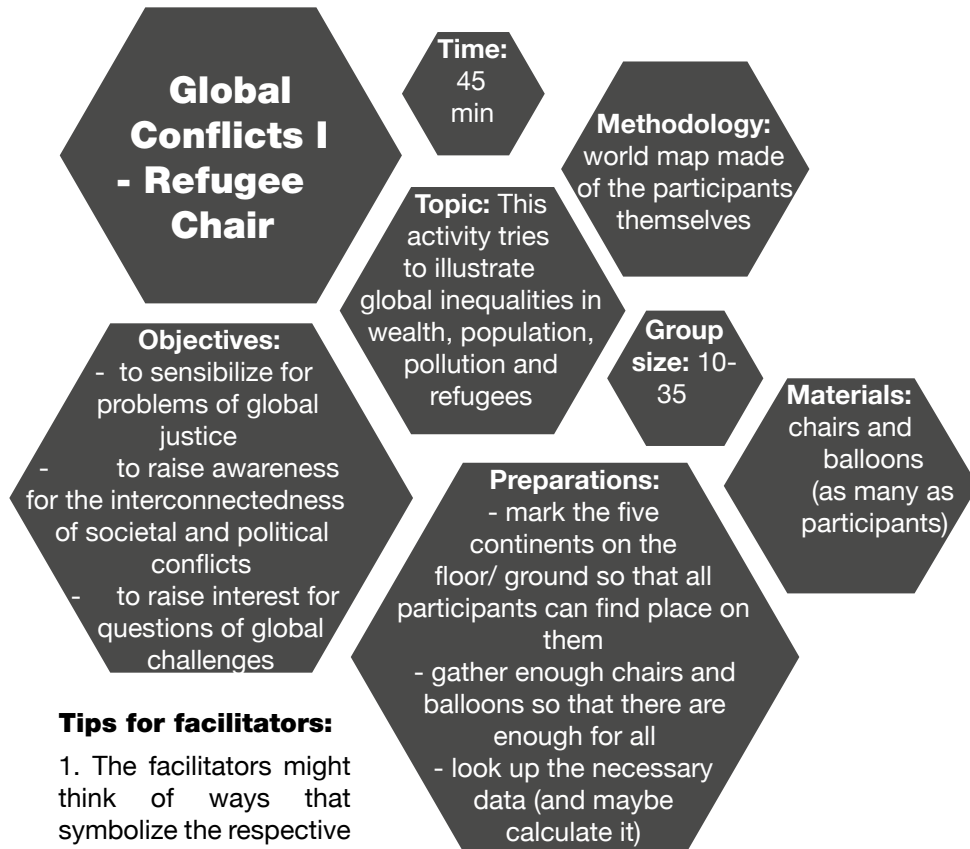 Global
Conflicts I
- Refugee
Chair
Time:
45
min
Methodology:
world map made
of the participants
themselves
Topic: This
activity tries
to illustrate
global inequalities in
wealth, population,
pollution and
refugees
Group
size: 10-
35
Objectives:
- to sensibilize for
problems of global
justice
- to raise awareness
for the interconnectedness
of societal and political
conflicts
- to raise interest for
questions of global
challenges
Materials:
chairs and
balloons
(as many as
participants)
Preparations:
- mark the five
continents on the
floor/ ground so that all
participants can find place on
them
- gather enough chairs and
balloons so that there are
enough for all
- look up the necessary
data (and maybe
calculate it)
Tips for facilitators:
1. The facilitators might
think of ways that
symbolize the respective